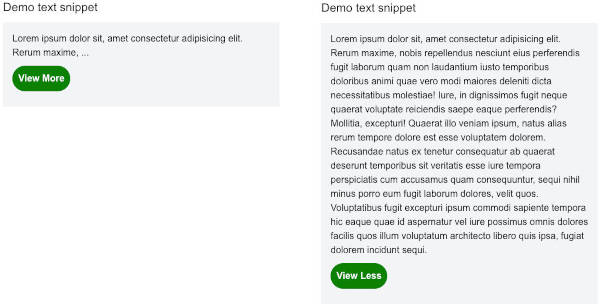 Demo text snippet
Lorem ipsum dolor sit, amet consectetur adipisicing elit.
Rerum maxime, ...
View More
Demo text snippet
Lorem ipsum dolor sit, amet consectetur adipisicing elit.
Rerum maxime, nobis repellendus nesciunt eius perferendis
fugit laborum quam non laudantium iusto temporibus
doloribus animi quae vero modi maiores deleniti dicta
necessitatibus molestiae! Iure, in dignissimos fugit neque
quaerat voluptate reiciendis saepe eaque perferendis?
Mollitia, excepturi! Quaerat illo veniam ipsum, natus alias
rerum tempore dolore est esse voluptatem dolorem.
Recusandae natus ex tenetur consequatur ab quaerat
deserunt temporibus sit veritatis esse iure tempora
perspiciatis cum accusamus quam consequuntur, sequi nihil
minus porro eum fugit laborum dolores, velit quos.
Voluptatibus fugit excepturi ipsum commodi sapiente tempora
hic eaque quae id aspernatur vel iure possimus omnis dolores
facilis quos illum voluptatum architecto libero quis ipsa, fugiat
dolorem incidunt sequi.
View Less